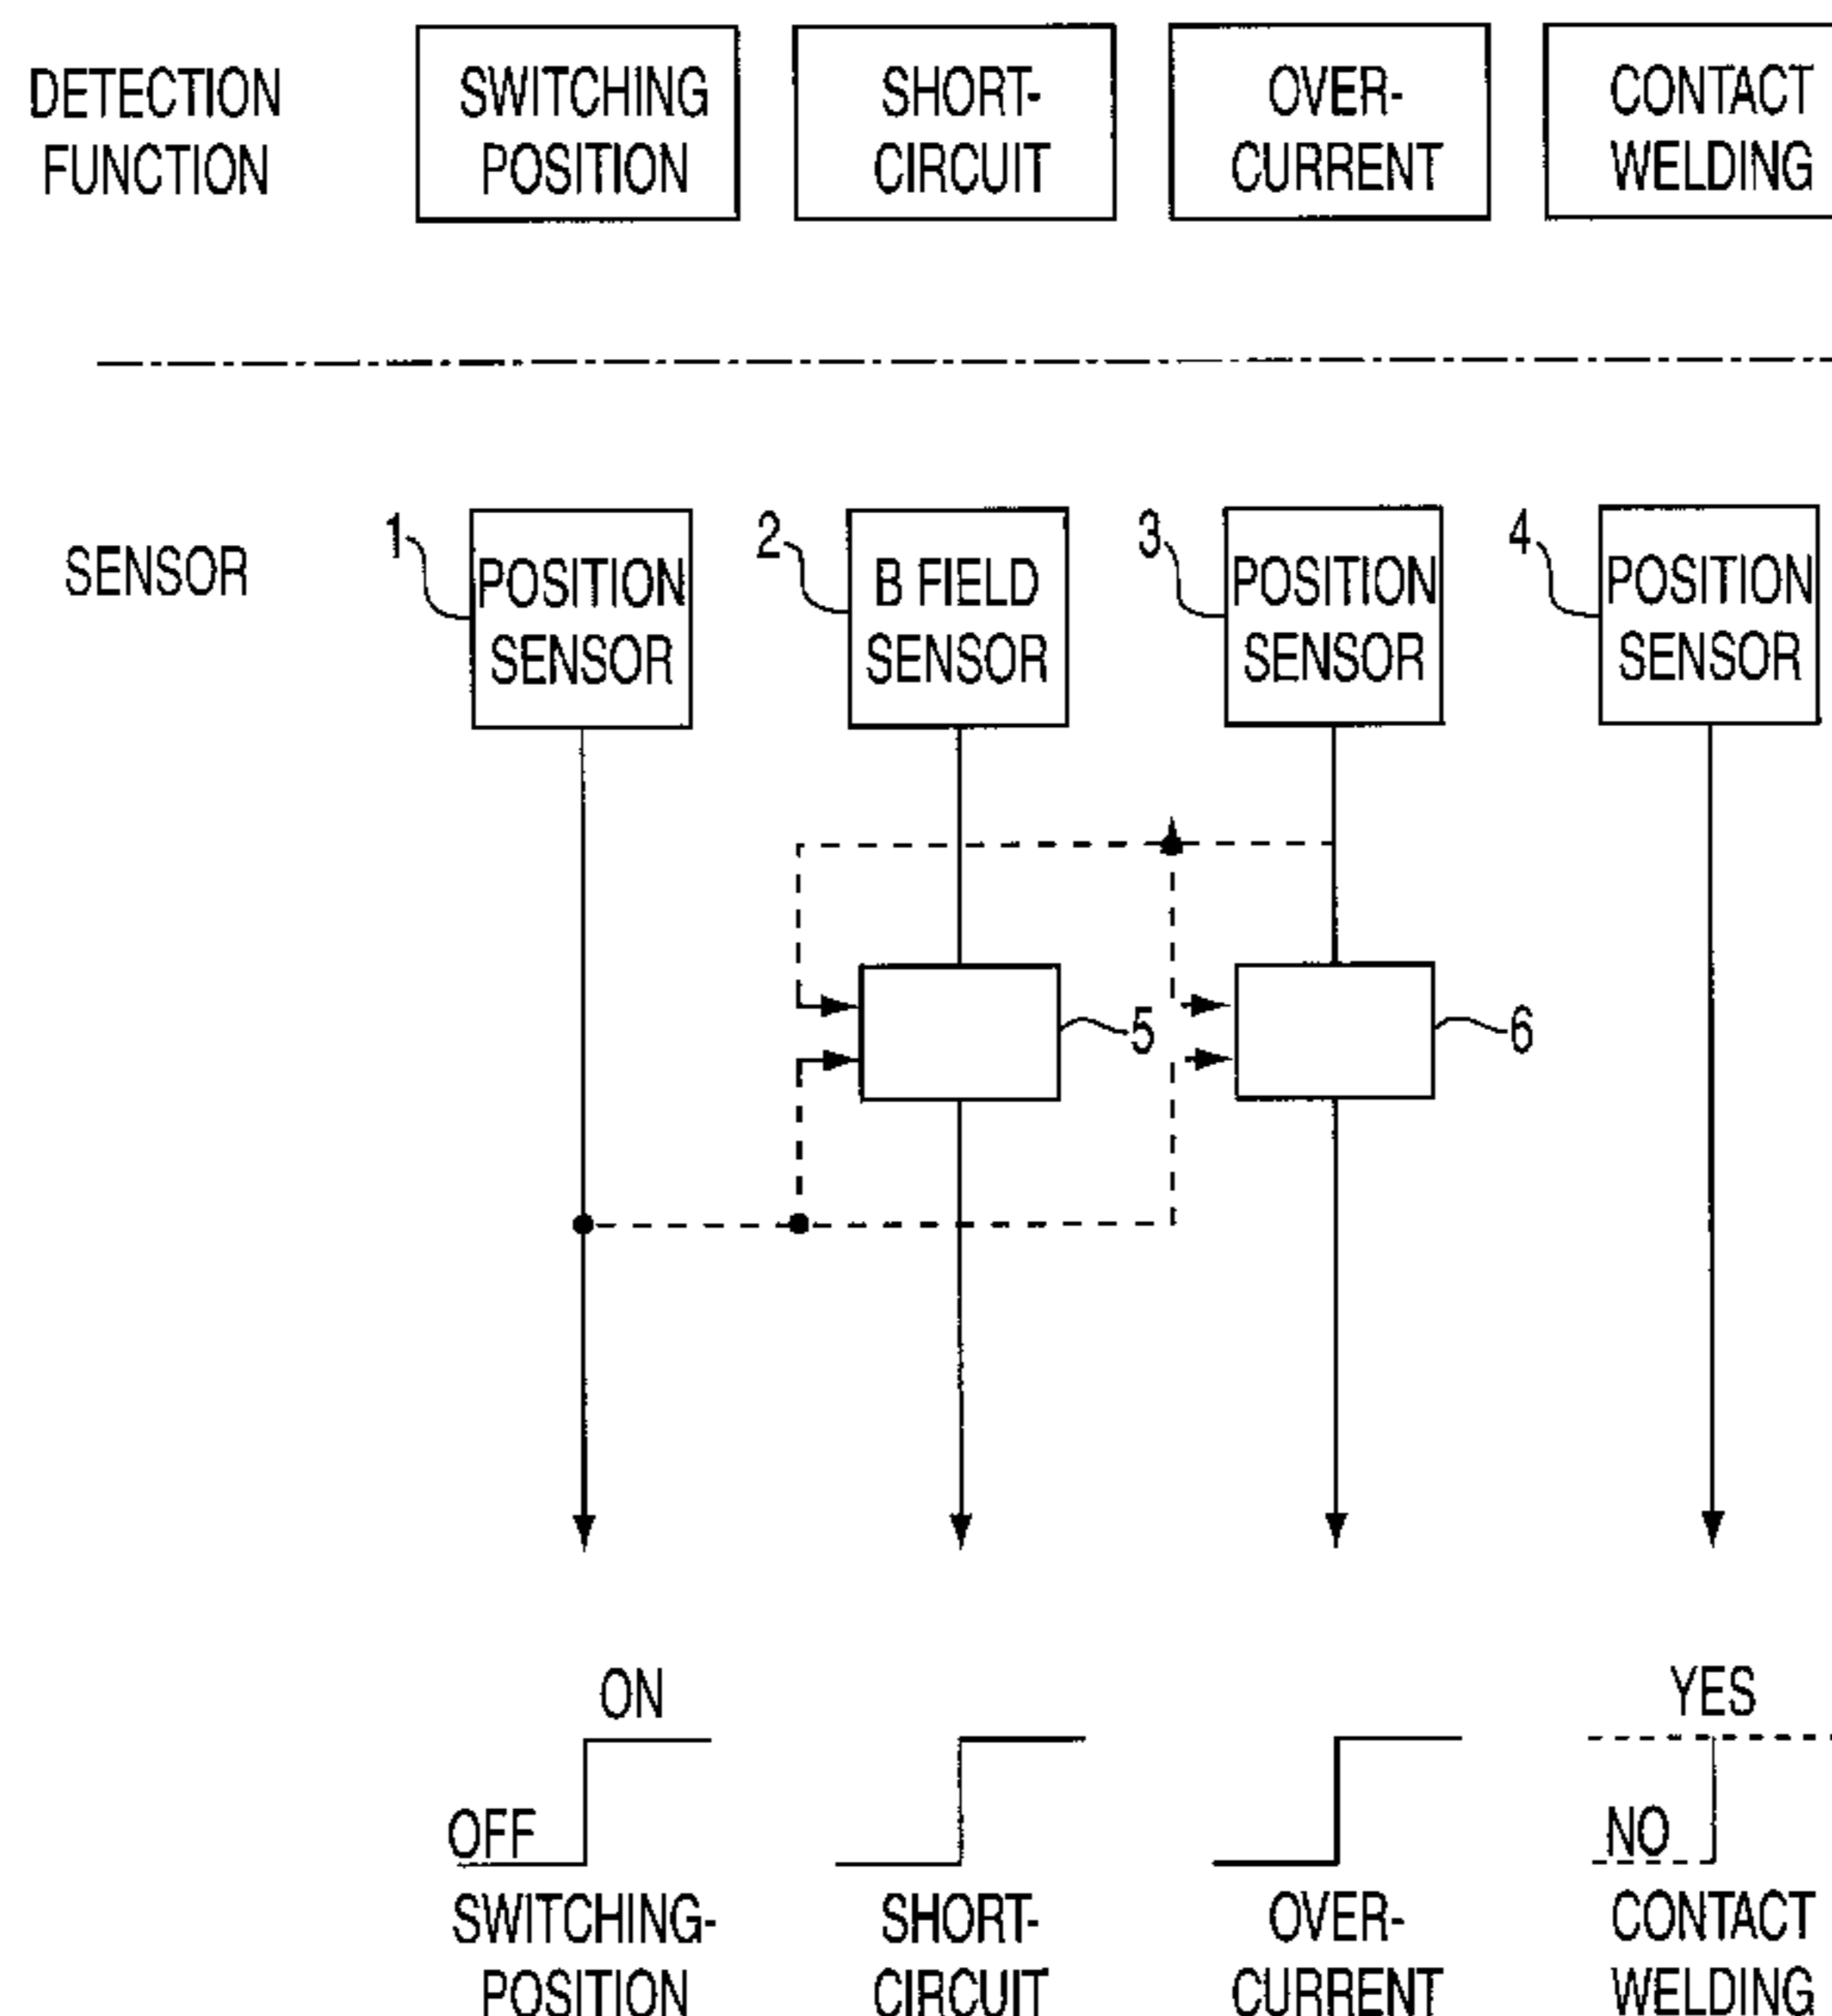 DETECTION
FUNCTION
SWITCHING
POSITION
SHORT-
CIRCUIT
OVER-
CURRENT
CONTACT
WELDING
SENSOR
1
POSITION
SENSOR
2
B FIELD
SENSOR
3
POSITION
SENSOR
4
POSITION
SENSOR
5
6
ON
OFF
SWITCHING-
POSITION
SHORT-
CIRCUIT
OVER-
CURRENT
YES
NO
CONTACT
WELDING